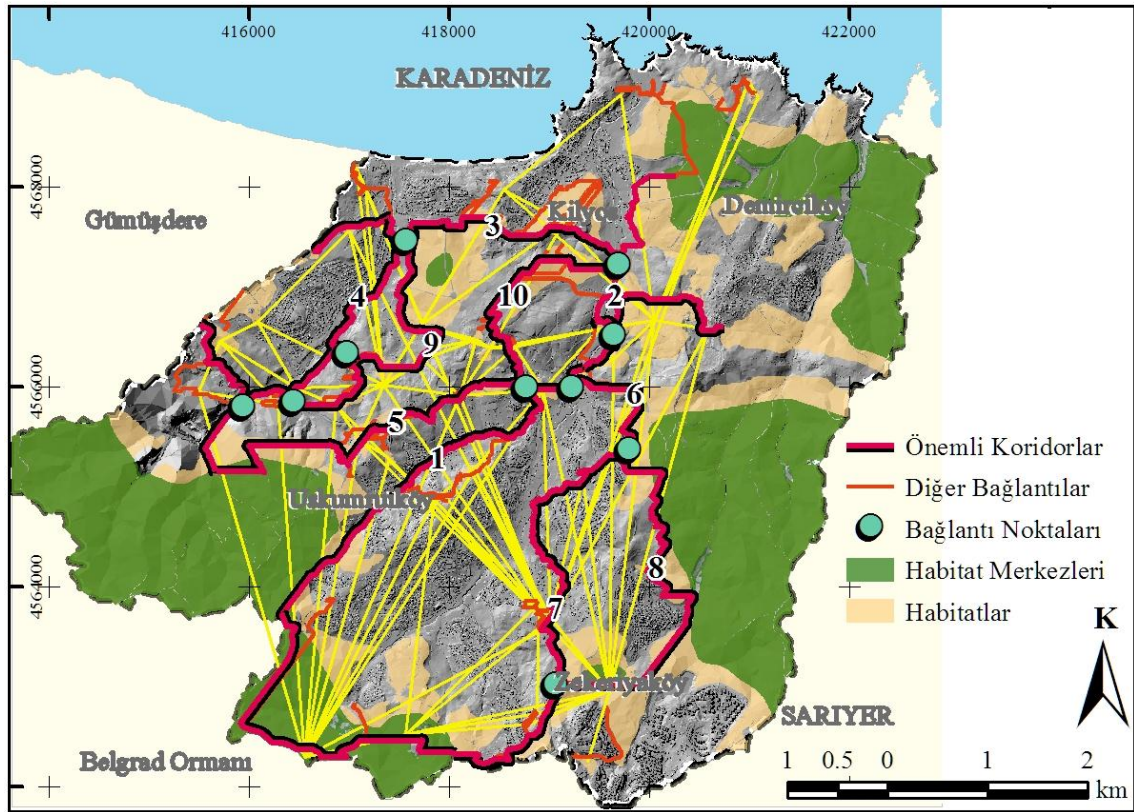 416000 418000 420000 422000
KARADENİZ
4568000
Gümüşdere
Kilyos
Demirciköy
3
4
10
2
9
4566000
6
5
1
Önemli Koridorlar
Diğer Bağlantılar
Uskumruköy
Bağlantı Noktaları
8
Habitat Merkezleri
4564000
7
Habitatlar
K
Zekeriyaköy
SARIYER
Belgrad Ormanı
1 0.5 0 1 2
km